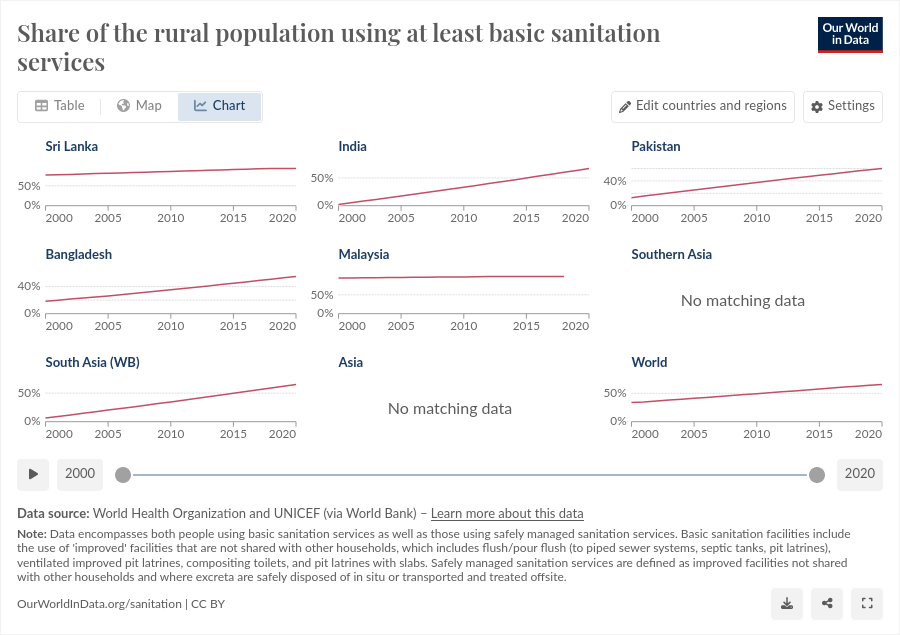 Share of the rural population using at least basic sanitation
services
Our World
in Data
Table
Map
Chart
Edit countries and regions
Settings
Sri Lanka
50%
0%
2000 2005 2010 2015 2020
India
50%
0%
2000 2005 2010 2015 2020
Pakistan
40%
0%
2000 2005 2010 2015 2020
Bangladesh
40%
0%
2000 2005 2010 2015 2020
Malaysia
50%
0%
2000 2005 2010 2015 2020
Southern Asia
No matching data
South Asia (WB)
50%
0%
2000 2005 2010 2015 2020
Asia
No matching data
World
50%
0%
2000 2005 2010 2015 2020
2000
2020
Data source: World Health Organization and UNICEF (via World Bank) – Learn more about this data
Note: Data encompasses both people using basic sanitation services as well as those using safely managed sanitation services. Basic sanitation facilities include
the use of 'improved' facilities that are not shared with other households, which includes flush/pour flush (to piped sewer systems, septic tanks, pit latrines),
ventilated improved pit latrines, compositing toilets, and pit latrines with slabs. Safely managed sanitation services are defined as improved facilities not shared
with other households and where excreta are safely disposed of in situ or transported and treated offsite.
OurWorldInData.org/sanitation | CC BY